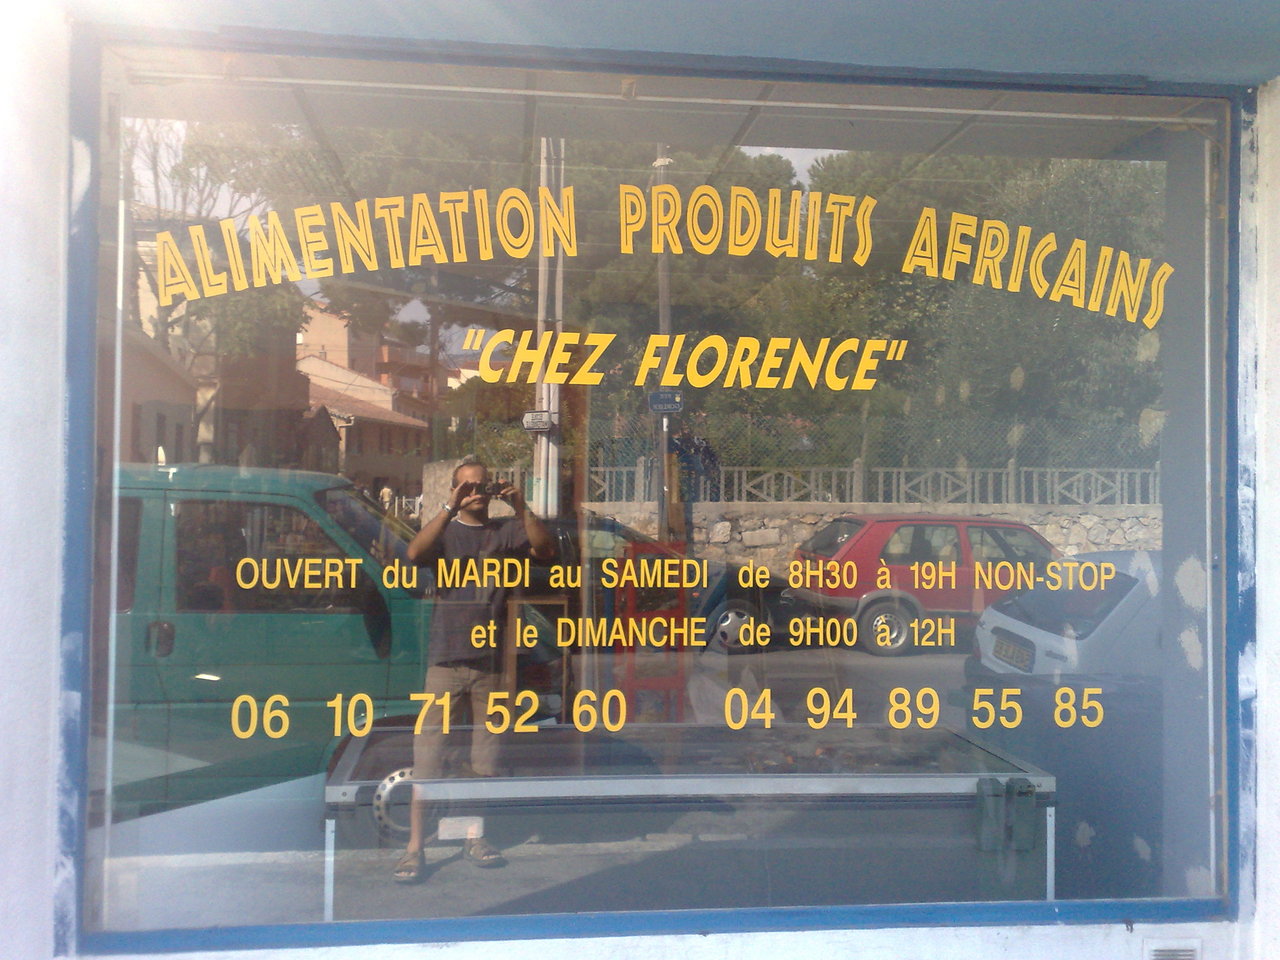 ALIMENTATION PRODUITS AFRICAINS
"CHEZ FLORENCE"
OUVERT du MARDI au SAMEDI de 8H30 à 19H NON-STOP
et le DIMANCHE de 9H00 à 12H
06 10 71 52 60 04 94 89 55 85